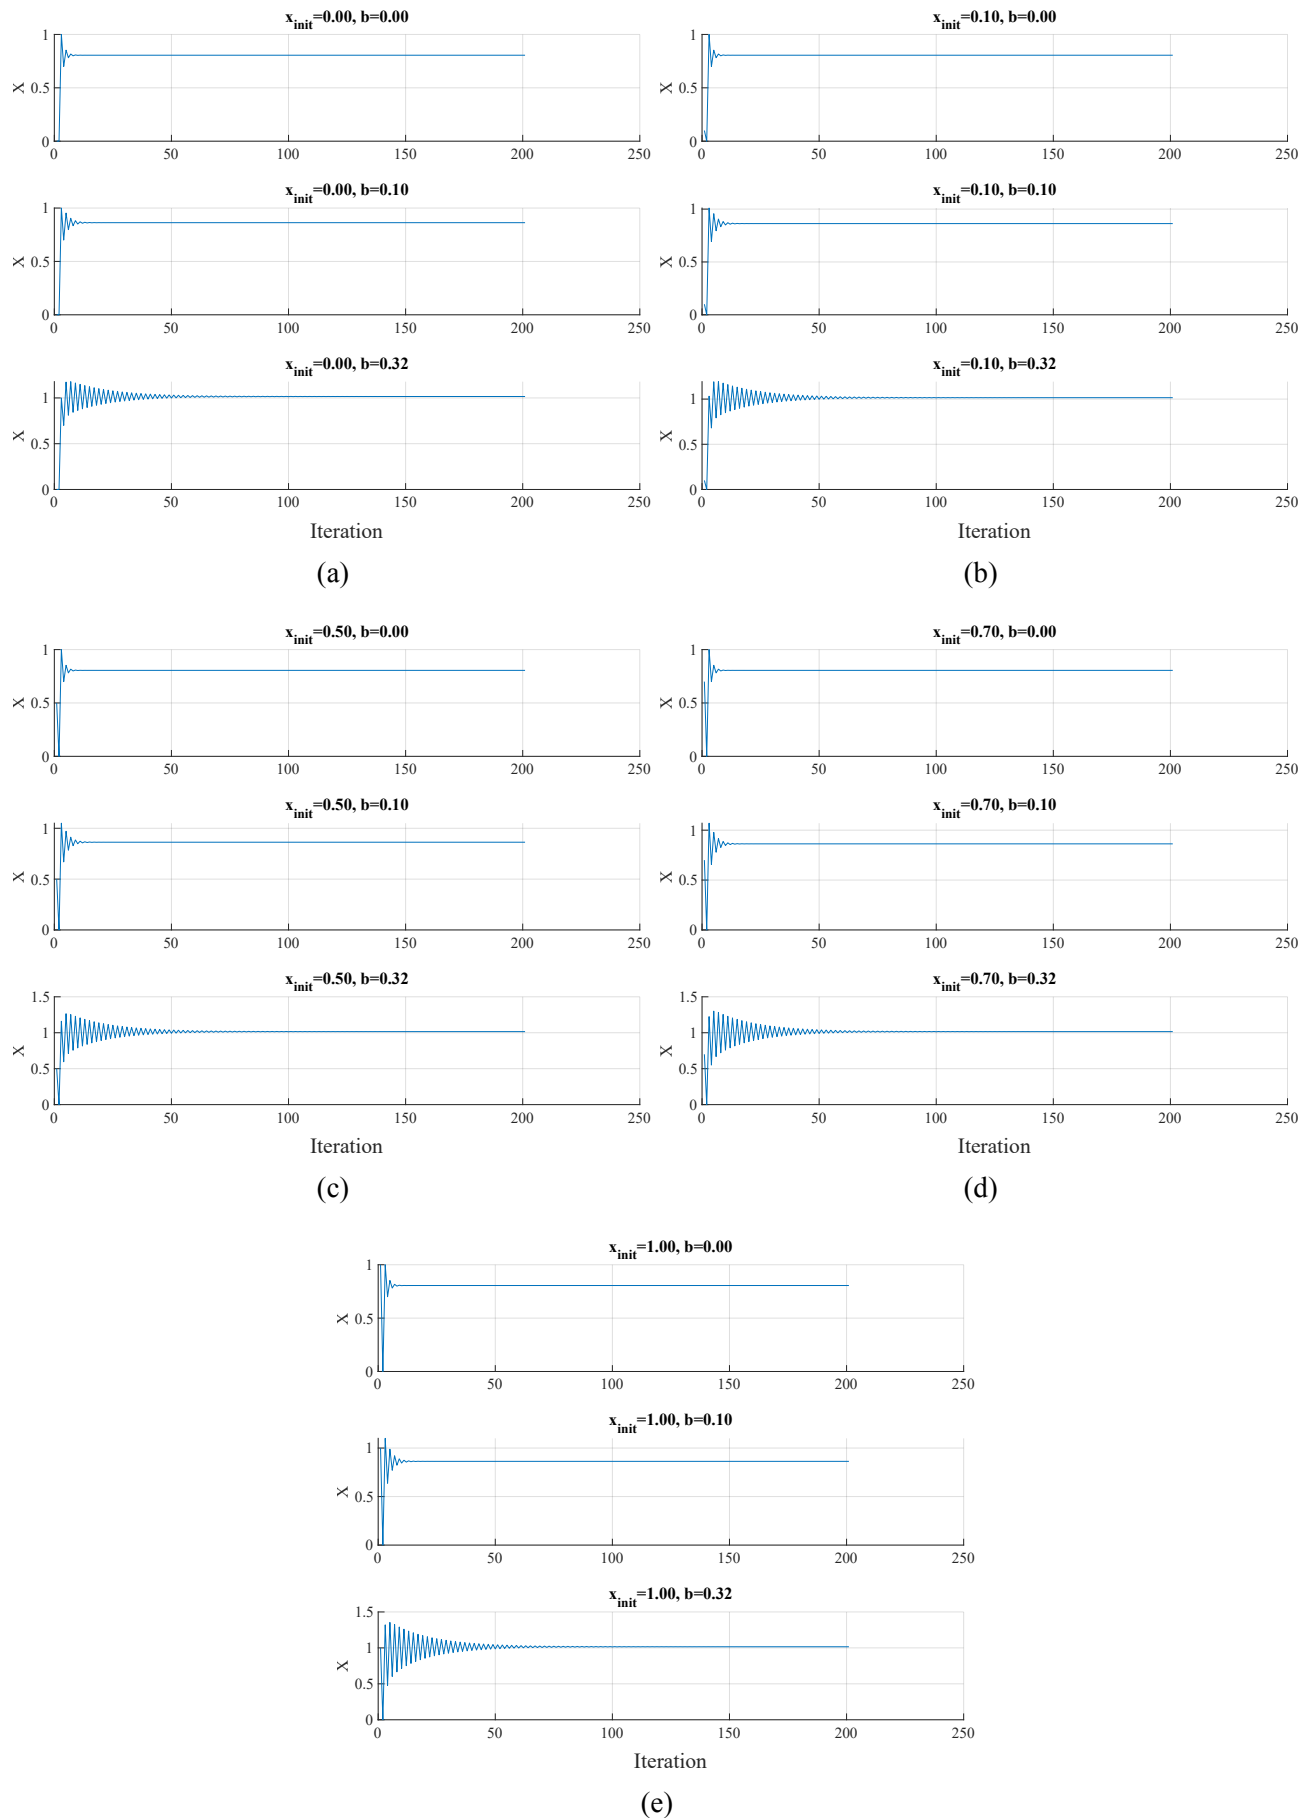 x_init=0.00, b=0.00
1
0.5
0
X
0 50 100 150 200 250
x_init=0.00, b=0.10
1
0.5
0
X
0 50 100 150 200 250
x_init=0.00, b=0.32
1
0.5
0
X
0 50 100 150 200 250
Iteration
(a)
x_init=0.10, b=0.00
1
0.5
0
X
0 50 100 150 200 250
x_init=0.10, b=0.10
1
0.5
0
X
0 50 100 150 200 250
x_init=0.10, b=0.32
1
0.5
0
X
0 50 100 150 200 250
Iteration
(b)
x_init=0.50, b=0.00
1
0.5
0
X
0 50 100 150 200 250
x_init=0.50, b=0.10
1
0.5
0
X
0 50 100 150 200 250
x_init=0.50, b=0.32
1.5
1
0.5
0
X
0 50 100 150 200 250
Iteration
(c)
x_init=0.70, b=0.00
1
0.5
0
X
0 50 100 150 200 250
x_init=0.70, b=0.10
1
0.5
0
X
0 50 100 150 200 250
x_init=0.70, b=0.32
1.5
1
0.5
0
X
0 50 100 150 200 250
Iteration
(d)
x_init=1.00, b=0.00
1
0.5
0
X
0 50 100 150 200 250
x_init=1.00, b=0.10
1
0.5
0
X
0 50 100 150 200 250
x_init=1.00, b=0.32
1.5
1
0.5
0
X
0 50 100 150 200 250
Iteration
(e)